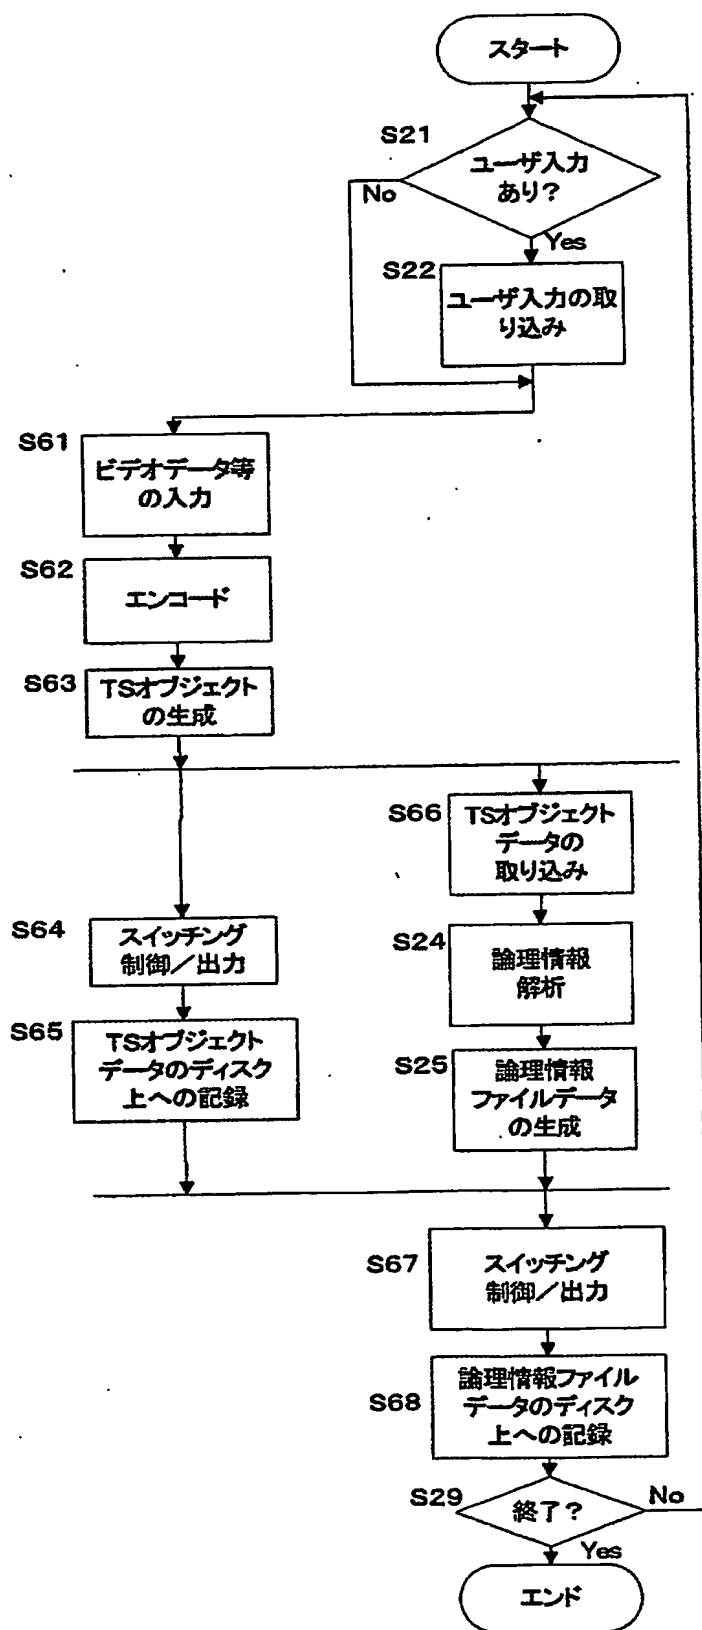 スタート
S21
ユーザ入力
あり?
No
Yes
S22
ユーザ入力の取
り込み
S61
ビデオデータ等
の入力
S62
エンコード
S63
TSオブジェクト
の生成
S66
TSオブジェクト
データの
取り込み
S64
スイッチング
制御/出力
S24
論理情報
解析
S65
TSオブジェクト
データのディスク
上への記録
S25
論理情報
ファイルデータ
の生成
S67
スイッチング
制御/出力
S68
論理情報ファイル
データのディスク
上への記録
S29
終了?
No
Yes
エンド